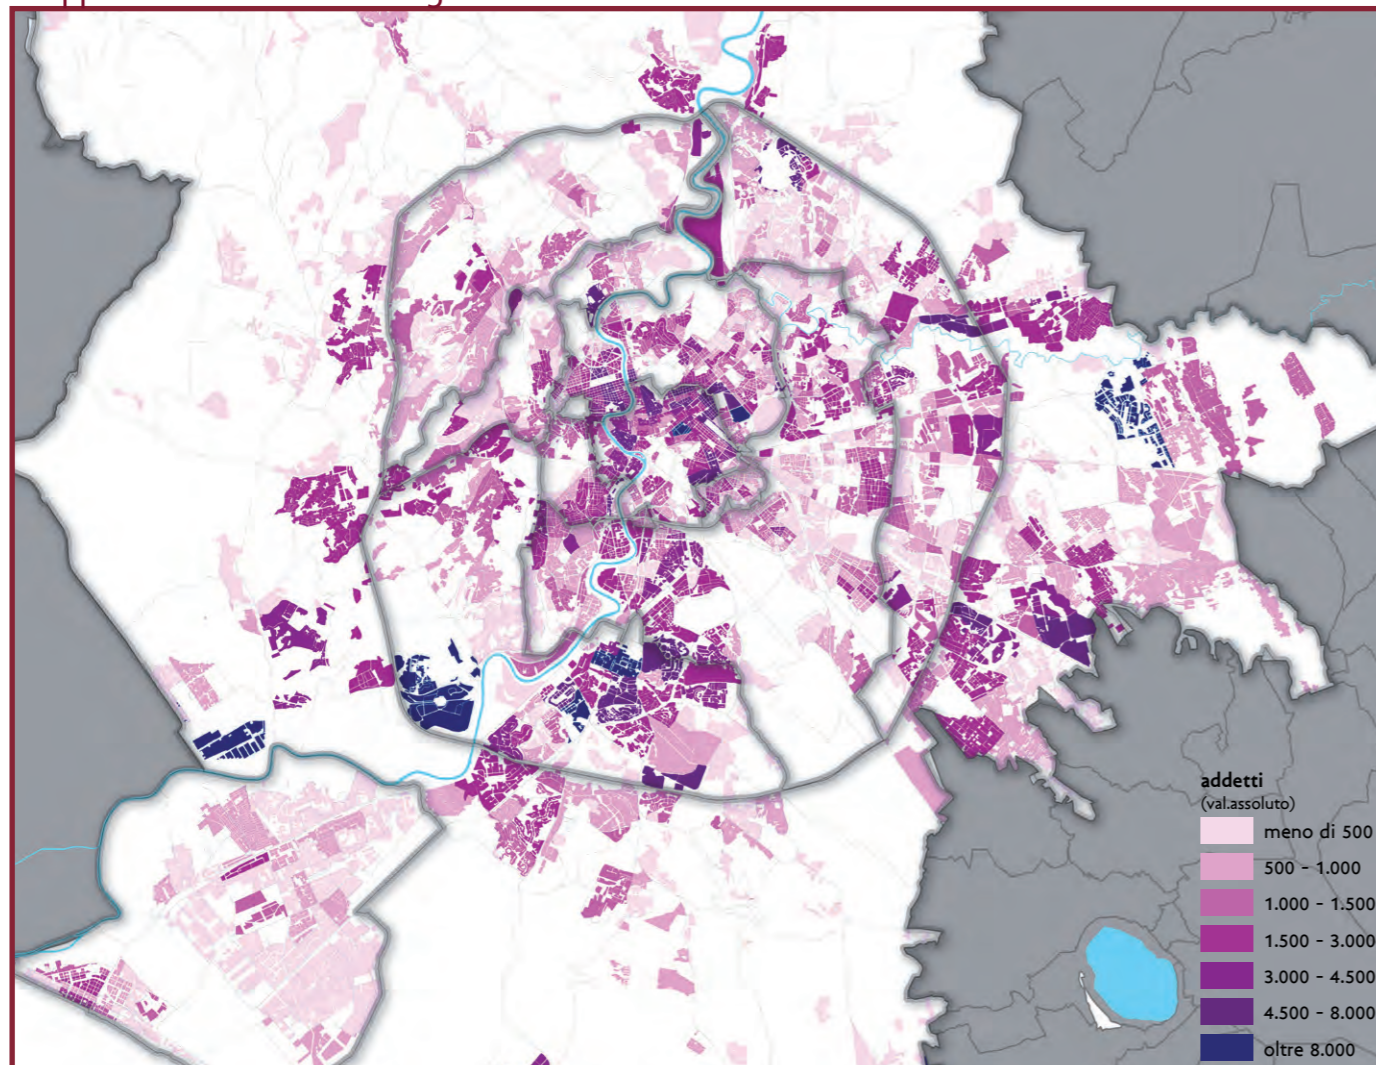 addetti
(val.assoluto)
meno di 500
500 - 1.000
1.000 - 1.500
1.500 - 3.000
3.000 - 4.500
4.500 - 8.000
oltre 8.000